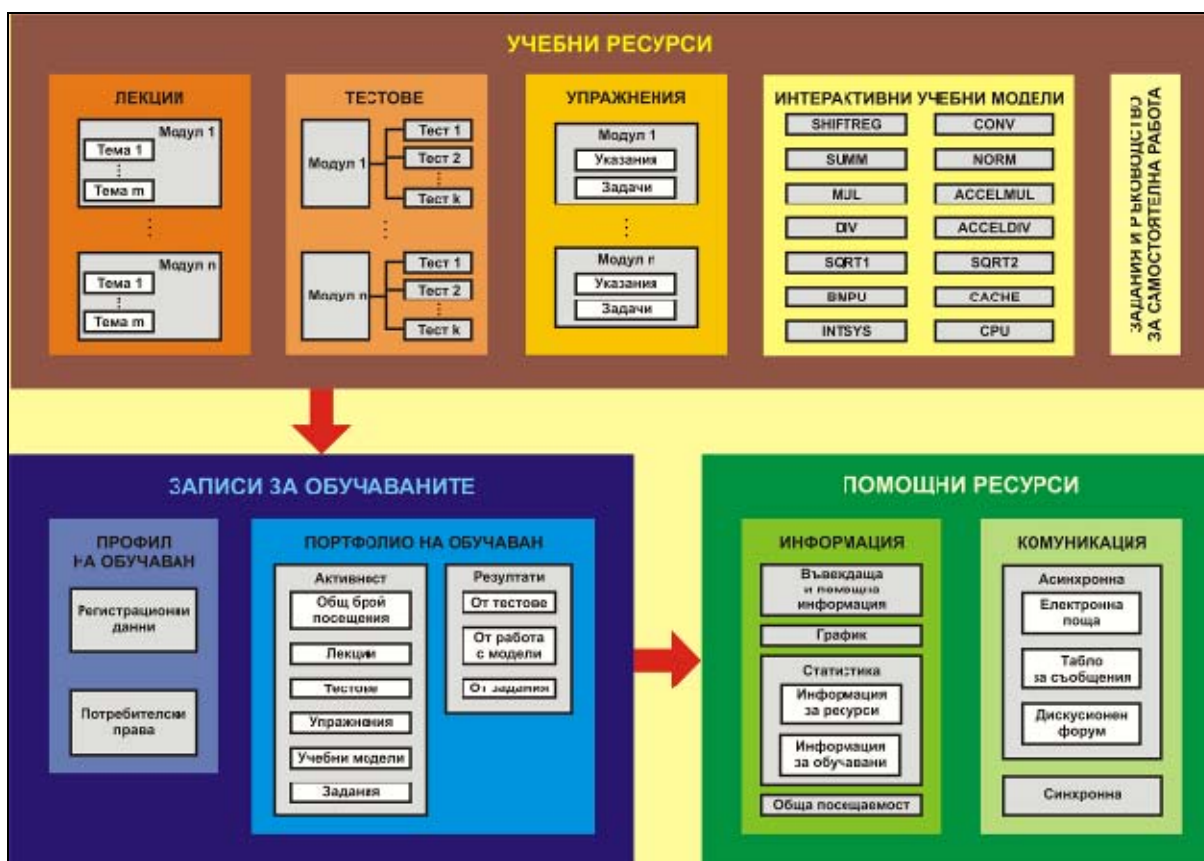 УЧЕБНИ РЕСУРСИ
ЛЕКЦИИ
Модул 1
Тема 1
Тема m
Модул n
Тема 1
Тема m
ТЕСТОВЕ
Модул 1
Тест 1
Тест 2
Тест k
Модул n
Тест 1
Тест 2
Тест k
УПРАЖНЕНИЯ
Модул 1
Указания
Задачи
Модул n
Указания
Задачи
ИНТЕРАКТИВНИ УЧЕБНИ МОДЕЛИ
SHIFTREG
CONV
SUMM
NORM
MUL
ACCELMUL
DIV
ACCELDIV
SQRT1
SQRT2
BNPU
CACHE
INTSYS
CPU
ЗАДАНИЯ И РЪКОВОДСТВО
ЗА САМОСТОЯТЕЛНА РАБОТА
ЗАПИСИ ЗА ОБУЧАВАНИТЕ
ПРОФИЛ
НА ОБУЧАВАН
Регистрационни
данни
Потребителски
права
ПОРТФОЛИО НА ОБУЧАВАН
Активност
Общ брой
посещения
Лекции
Тестове
Упражнения
Учебни модели
Задания
Резултати
От тестове
От работа
с модели
От задания
ПОМОЩНИ РЕСУРСИ
ИНФОРМАЦИЯ
Въвеждаща
и помощна
информация
График
Статистика
Информация
за ресурси
Информация
за обучавани
Обща посещаемост
КОМУНИКАЦИЯ
Асинхронна
Електронна
поща
Табло
за съобщения
Дискусионен
форум
Синхронна